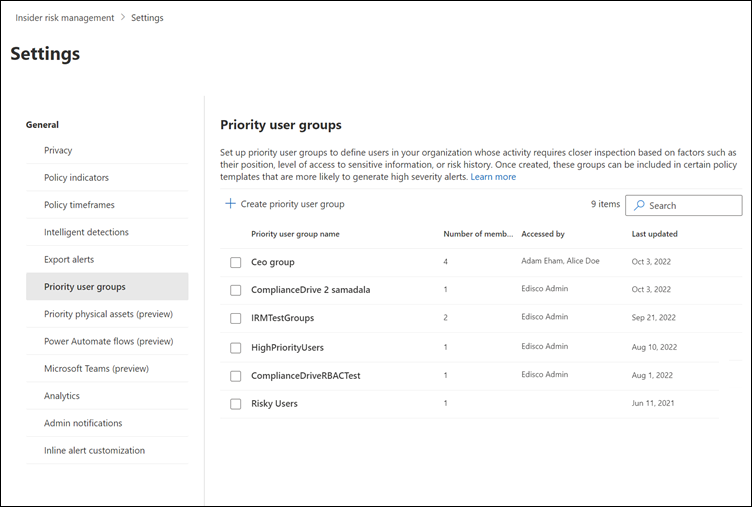 Insider risk management > Settings
Settings
General
Privacy
Policy indicators
Policy timeframes
Intelligent detections
Export alerts
Priority user groups
Priority physical assets (preview)
Power Automate flows (preview)
Microsoft Teams (preview)
Analytics
Admin notifications
Inline alert customization
Priority user groups
Set up priority user groups to define users in your organization whose activity requires closer inspection based on factors such as
their position, level of access to sensitive information, or risk history. Once created, these groups can be included in certain policy
templates that are more likely to generate high severity alerts. Learn more
+ Create priority user group 9 items Search
Priority user group name Number of memb... Accessed by Last updated
Ceo group 4 Adam Eham, Alice Doe Oct 3, 2022
ComplianceDrive 2 samadala 1 Edisco Admin Oct 3, 2022
IRMTestGroups 2 Edisco Admin Sep 21, 2022
HighPriorityUsers 1 Edisco Admin Aug 10, 2022
ComplianceDriveRBACTest 1 Edisco Admin Aug 1, 2022
Risky Users 1 Jun 11, 2021